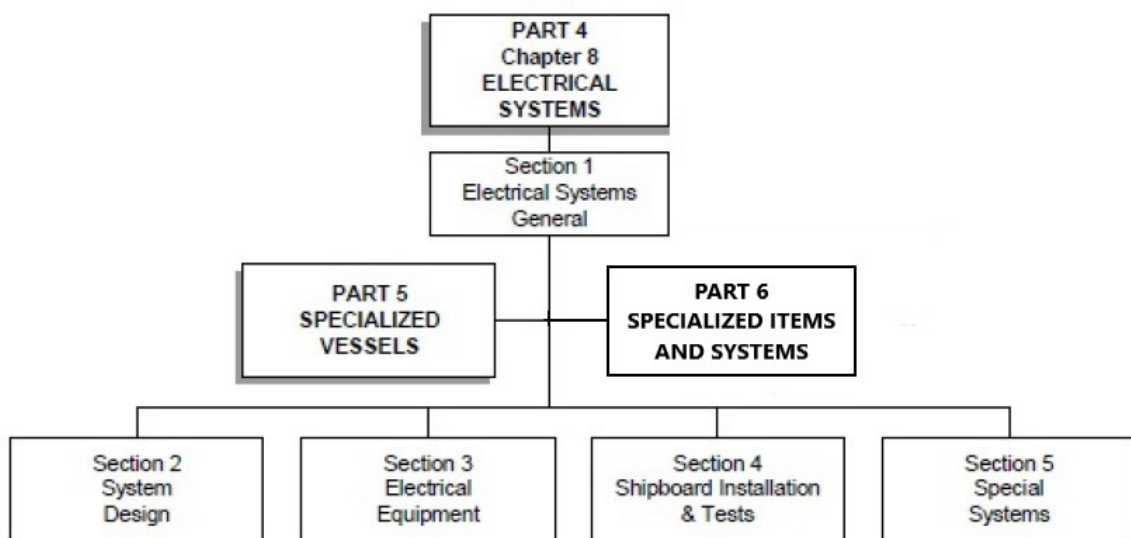 PART 4
Chapter 8
ELECTRICAL
SYSTEMS
Section 1
Electrical Systems
General
PART 5
SPECIALIZED
VESSELS
PART 6
SPECIALIZED ITEMS
AND SYSTEMS
Section 2
System
Design
Section 3
Electrical
Equipment
Section 4
Shipboard Installation
& Tests
Section 5
Special
Systems